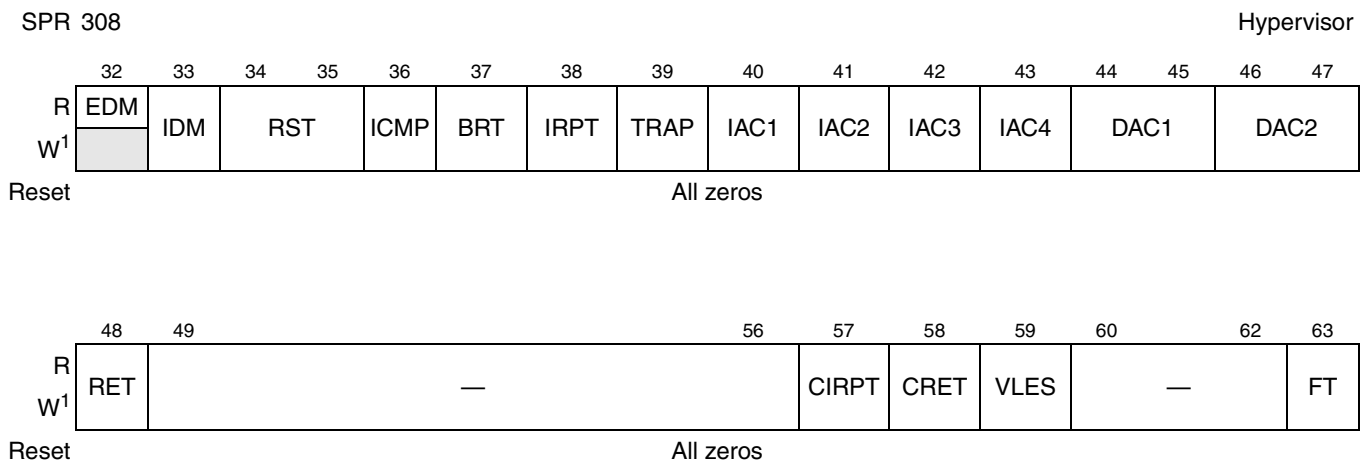 SPR 308 Hypervisor
32 33 34 35 36 37 38 39 40 41 42 43 44 45 46 47
R EDM
IDM RST ICMP BRT IRPT TRAP IAC1 IAC2 IAC3 IAC4 DAC1 DAC2
W1
Reset All zeros
48 49 56 57 58 59 60 62 63
R
RET — CIRPT CRET VLES — FT
W1
Reset All zeros